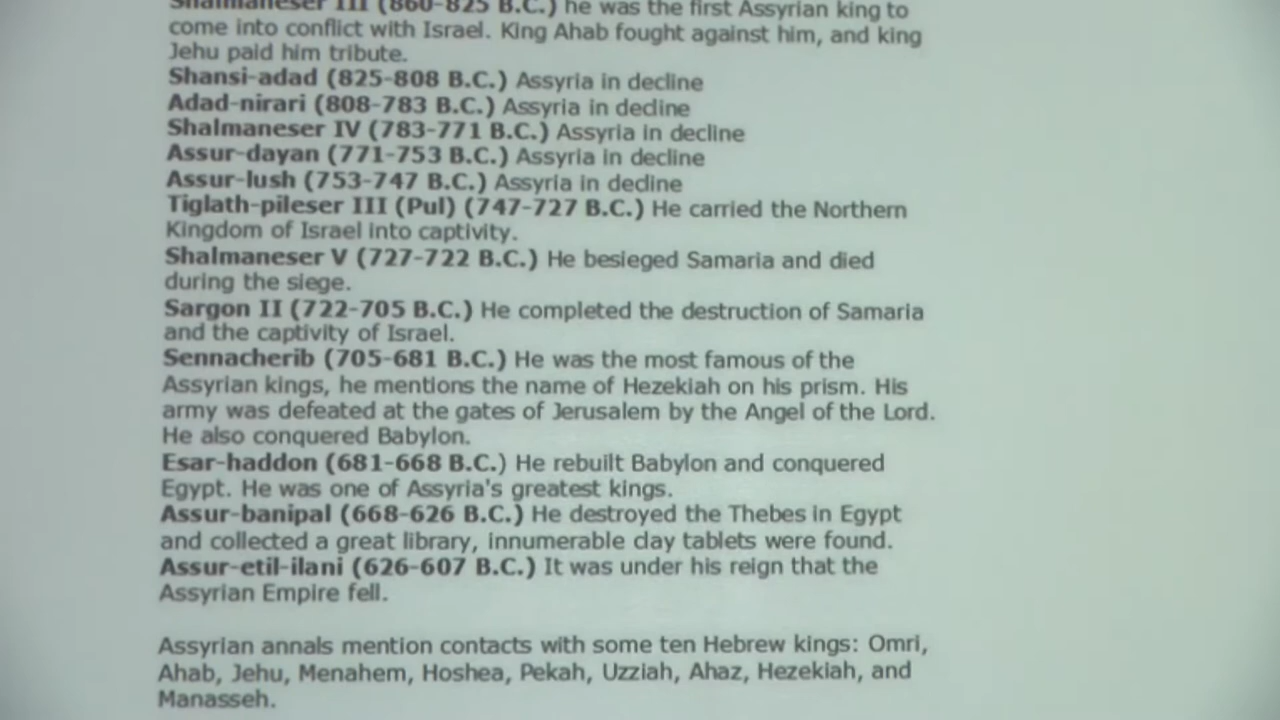 Shalmaneser III (860-825 B.C.) he was the first Assyrian king to
come into conflict with Israel. King Ahab fought against him, and king
Jehu paid him tribute.
Shansi-adad (825-808 B.C.) Assyria in decline
Adad-nirari (808-783 B.C.) Assyria in decline
Shalmaneser IV (783-771 B.C.) Assyria in decline
Assur-dayan (771-753 B.C.) Assyria in decline
Assur-lush (753-747 B.C.) Assyria in decline
Tiglath-pileser III (Pul) (747-727 B.C.) He carried the Northern
Kingdom of Israel into captivity.
Shalmaneser V (727-722 B.C.) He besieged Samaria and died
during the siege.
Sargon II (722-705 B.C.) He completed the destruction of Samaria
and the captivity of Israel.
Sennacherib (705-681 B.C.) He was the most famous of the
Assyrian kings, he mentions the name of Hezekiah on his prism. His
army was defeated at the gates of Jerusalem by the Angel of the Lord.
He also conquered Babylon.
Esar-haddon (681-668 B.C.) He rebuilt Babylon and conquered
Egypt. He was one of Assyria's greatest kings.
Assur-banipal (668-626 B.C.) He destroyed the Thebes in Egypt
and collected a great library, innumerable clay tablets were found.
Assur-etil-ilani (626-607 B.C.) It was under his reign that the
Assyrian Empire fell.
Assyrian annals mention contacts with some ten Hebrew kings: Omri,
Ahab, Jehu, Menahem, Hoshea, Pekah, Uzziah, Ahaz, Hezekiah, and
Manasseh.